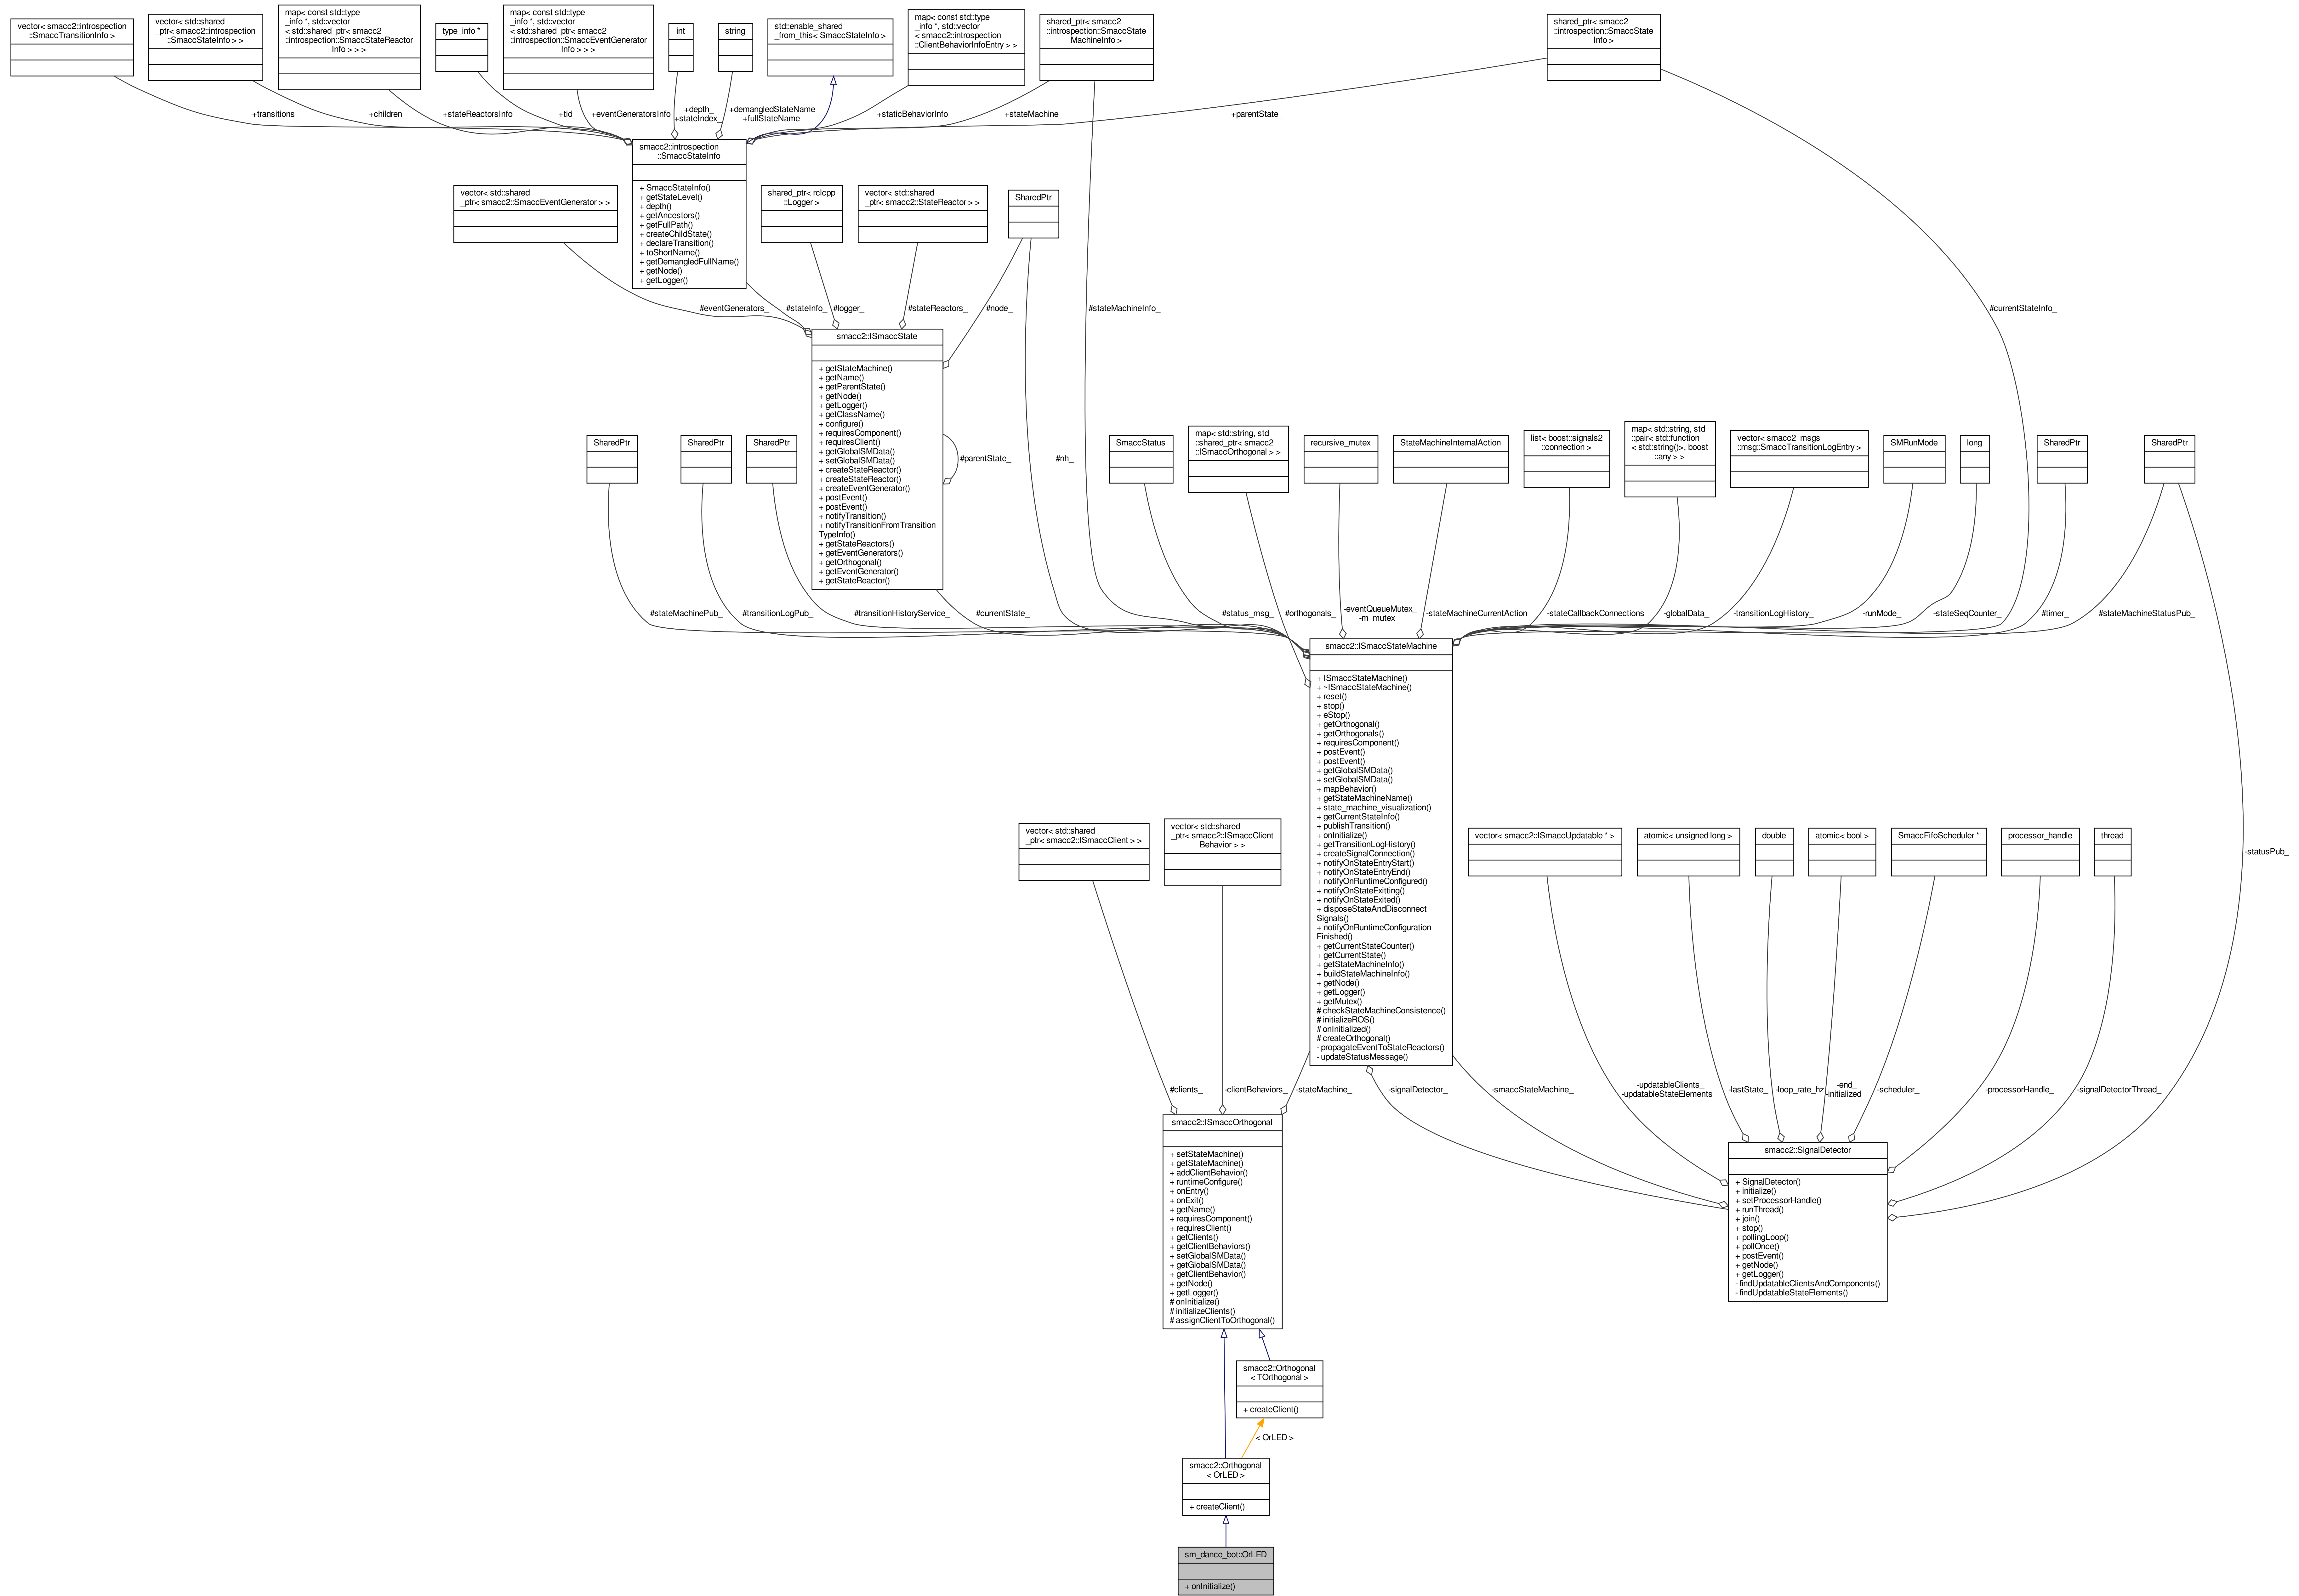 vector< smacc2::introspection
::SmaccTransitionInfo >
vector< std::shared
_ptr< smacc2::introspection
::SmaccStateInfo > >
map< const std::type
_info *, std::vector
< std::shared_ptr< smacc2
::introspection::SmaccStateReactor
Info > > >
type_info *
map< const std::type
_info *, std::vector
< std::shared_ptr< smacc2
::introspection::SmaccEventGenerator
Info > > >
int
string
std::enable_shared
_from_this< SmaccStateInfo >
map< const std::type
_info *, std::vector
< smacc2::introspection
::ClientBehaviorInfoEntry > >
shared_ptr< smacc2
::introspection::SmaccState
MachineInfo >
shared_ptr< smacc2
::introspection::SmaccState
Info >
+transitions_
+children_
+stateReactorsInfo
+tid_
+eventGeneratorsInfo
+depth_
+stateIndex_
+demangledStateName
+fullStateName
+staticBehaviorInfo
+stateMachine_
+parentState_
smacc2::introspection
::SmaccStateInfo
+ SmaccStateInfo()
+ getStateLevel()
+ depth()
+ getAncestors()
+ getFullPath()
+ createChildState()
+ declareTransition()
+ toShortName()
+ getDemangledFullName()
+ getNode()
+ getLogger()
vector< std::shared
_ptr< smacc2::SmaccEventGenerator > >
shared_ptr< rclcpp
::Logger >
vector< std::shared
_ptr< smacc2::StateReactor > >
SharedPtr
#eventGenerators_
#stateInfo_
#logger_
#stateReactors_
#node_
#stateMachineInfo_
#currentStateInfo_
smacc2::ISmaccState
+ getStateMachine()
+ getName()
+ getParentState()
+ getNode()
+ getLogger()
+ getClassName()
+ configure()
+ requiresComponent()
+ requiresClient()
+ getGlobalSMData()
+ setGlobalSMData()
+ createStateReactor()
+ createStateReactor()
+ createEventGenerator()
+ postEvent()
+ postEvent()
+ notifyTransition()
+ notifyTransitionFromTransition
TypeInfo()
+ getStateReactors()
+ getEventGenerators()
+ getOrthogonal()
+ getEventGenerator()
+ getStateReactor()
#parentState_
#nh_
SharedPtr
SharedPtr
SharedPtr
SmaccStatus
map< std::string, std
::shared_ptr< smacc2
::ISmaccOrthogonal > >
recursive_mutex
StateMachineInternalAction
list< boost::signals2
::connection >
map< std::string, std
::pair< std::function
< std::string()>, boost
::any > >
vector< smacc2_msgs
::msg::SmaccTransitionLogEntry >
SMRunMode
long
SharedPtr
SharedPtr
#stateMachinePub_
#transitionLogPub_
#transitionHistoryService_
#currentState_
#status_msg_
#orthogonals_
-eventQueueMutex_
-m_mutex_
-stateMachineCurrentAction
-stateCallbackConnections
-globalData_
-transitionLogHistory_
-runMode_
-stateSeqCounter_
#timer_
#stateMachineStatusPub_
smacc2::ISmaccStateMachine
+ ISmaccStateMachine()
+ ~ISmaccStateMachine()
+ reset()
+ stop()
+ eStop()
+ getOrthogonal()
+ getOrthogonals()
+ requiresComponent()
+ postEvent()
+ postEvent()
+ getGlobalSMData()
+ setGlobalSMData()
+ mapBehavior()
+ getStateMachineName()
+ state_machine_visualization()
+ getCurrentStateInfo()
+ publishTransition()
+ onInitialize()
+ getTransitionLogHistory()
+ createSignalConnection()
+ notifyOnStateEntryStart()
+ notifyOnStateEntryEnd()
+ notifyOnRuntimeConfigured()
+ notifyOnStateExitting()
+ notifyOnStateExited()
+ disposeStateAndDisconnect
Signals()
+ notifyOnRuntimeConfiguration
Finished()
+ getCurrentStateCounter()
+ getCurrentState()
+ getStateMachineInfo()
+ buildStateMachineInfo()
+ getNode()
+ getLogger()
+ getMutex()
# checkStateMachineConsistence()
# initializeROS()
# onInitialized()
# createOrthogonal()
- propagateEventToStateReactors()
- updateStatusMessage()
vector< std::shared
_ptr< smacc2::ISmaccClient > >
vector< std::shared
_ptr< smacc2::ISmaccClient
Behavior > >
vector< smacc2::ISmaccUpdatable * >
atomic< unsigned long >
double
atomic< bool >
SmaccFifoScheduler *
processor_handle
thread
-statusPub_
#clients_
-clientBehaviors_
-stateMachine_
-signalDetector_
-smaccStateMachine_
-updatableClients_
-updatableStateElements_
-lastState_
-loop_rate_hz
-end_
-initialized_
-scheduler_
-processorHandle_
-signalDetectorThread_
smacc2::ISmaccOrthogonal
+ setStateMachine()
+ getStateMachine()
+ addClientBehavior()
+ runtimeConfigure()
+ onEntry()
+ onExit()
+ getName()
+ requiresComponent()
+ requiresClient()
+ getClients()
+ getClientBehaviors()
+ setGlobalSMData()
+ getGlobalSMData()
+ getClientBehavior()
+ getNode()
+ getLogger()
# onInitialize()
# initializeClients()
# assignClientToOrthogonal()
smacc2::SignalDetector
+ SignalDetector()
+ initialize()
+ setProcessorHandle()
+ runThread()
+ join()
+ stop()
+ pollingLoop()
+ pollOnce()
+ postEvent()
+ getNode()
+ getLogger()
- findUpdatableClientsAndComponents()
- findUpdatableStateElements()
smacc2::Orthogonal
< TOrthogonal >
+ createClient()
< OrLED >
smacc2::Orthogonal
< OrLED >
+ createClient()
sm_dance_bot::OrLED
+ onInitialize()